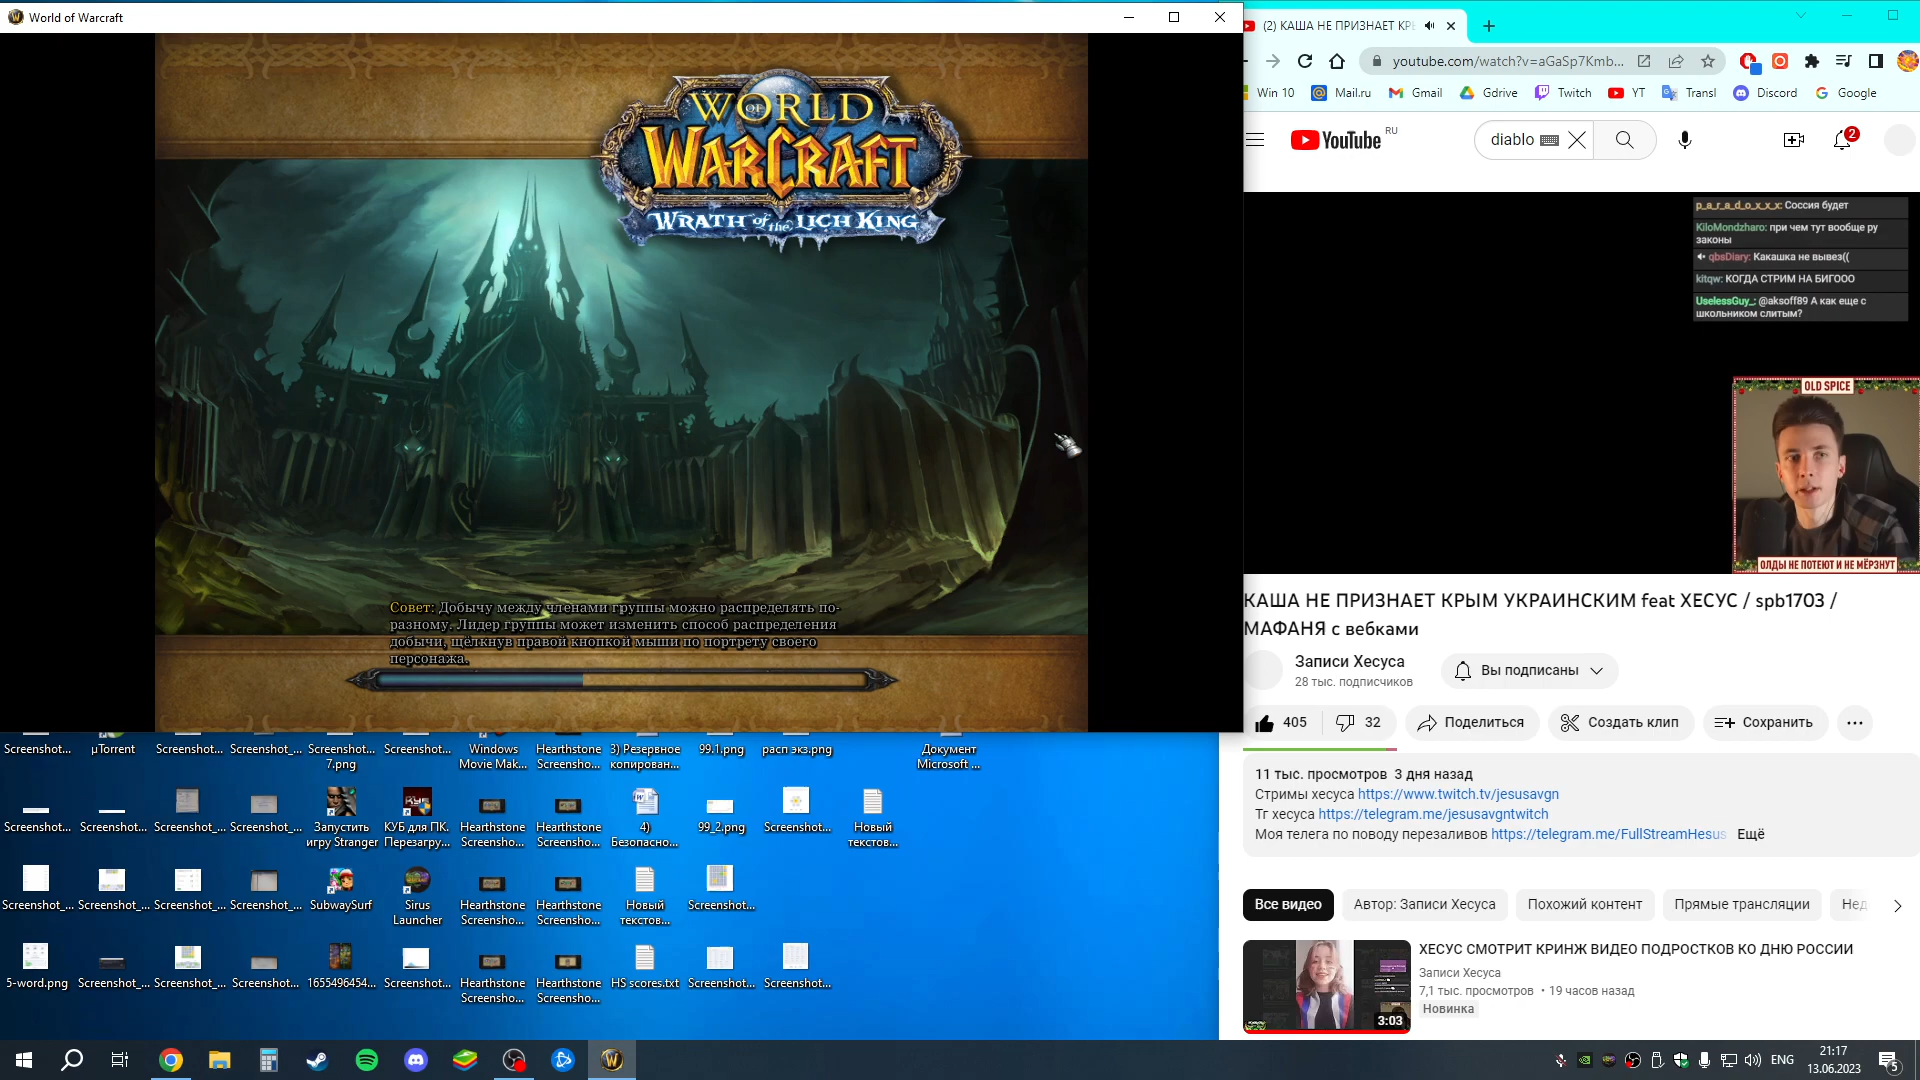 World of Warcraft
WORLD
OF
WARCRAFT
WRATH of the LICH KING
Совет: Добычу между членами группы можно распределять по-
разному. Лидер группы может изменить способ распределения
добычи, щёлкнув правой кнопкой мыши по портрету своего
персонажа.
(2) КАША НЕ ПРИЗНАЕТ КРЫ
youtube.com/watch?v=aGaSp7Kmb...
Win 10
Mail.ru
Gmail
Gdrive
Twitch
YT
Transl
Discord
Google
YouTube
RU
diablo
2
p_a_r_a_d_o_x_x_x: Соссия будет
KiloMondzharo: при чем тут вообще ру
законы
qbsDiary: Какашка не вывез((
kitqw: КОГДА СТРИМ НА БИГООО
UselessGuy_: @aksoff89 А как еще с
школьником слитым?
OLD SPICE
ОЛДЫ НЕ ПОТЕЮТ И НЕ МЁРЗНУТ
КАША НЕ ПРИЗНАЕТ КРЫМ УКРАИНСКИМ feat ХЕСУС / spb1703 /
МАФАНЯ с вебками
Записи Хесуса
28 тыс. подписчиков
Вы подписаны
405
32
Поделиться
Создать клип
Сохранить
11 тыс. просмотров 3 дня назад
Стримы хесуса https://www.twitch.tv/jesusavgn
Тг хесуса https://telegram.me/jesusavgntwitch
Моя телега по поводу перезаливов https://telegram.me/FullStreamHesus Ещё
Все видео
Автор: Записи Хесуса
Похожий контент
Прямые трансляции
Нед
ХЕСУС СМОТРИТ КРИНЖ ВИДЕО ПОДРОСТКОВ КО ДНЮ РОССИИ
Записи Хесуса
7,1 тыс. просмотров • 19 часов назад
Новинка
3:03
Screenshot...
µTorrent
Screenshot...
Screenshot_...
Screenshot_
7.png
Screenshot...
Windows
Movie Mak...
Hearthstone
Screensho...
3) Резервное
копирован...
99.1.png
расп экз.png
Документ
Microsoft ...
Screenshot...
Screenshot...
Screenshot_...
Screenshot_...
Запустить
игру Stranger
КУБ для ПК.
Перезагру...
Hearthstone
Screensho...
Hearthstone
Screensho...
4)
Безопасно...
99_2.png
Screenshot...
Новый
текстов...
Screenshot_...
Screenshot_...
Screenshot_...
Screenshot_...
SubwaySurf
Sirus
Launcher
Hearthstone
Screensho...
Hearthstone
Screensho...
Новый
текстов...
Screenshot...
5-word.png
Screenshot_...
Screenshot_...
Screenshot...
1655496454...
Screenshot...
Hearthstone
Screensho...
Hearthstone
Screensho...
HS scores.txt
Screenshot...
Screenshot...
ENG
21:17
13.06.2023
5